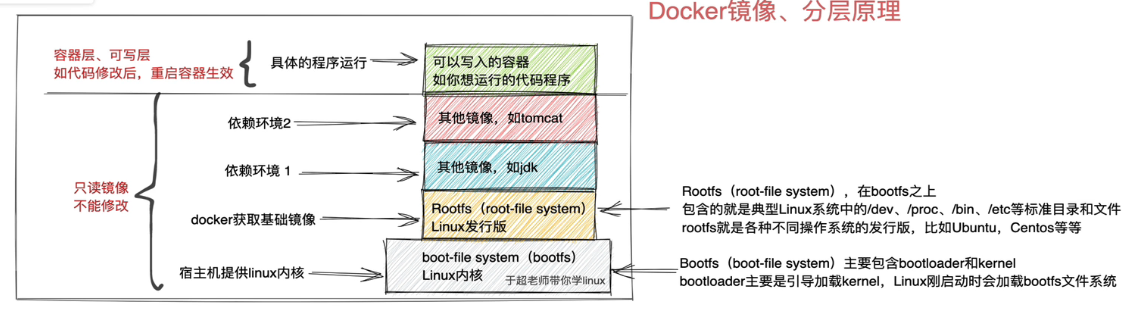 Docker镜像、分层原理
容器层、可写层
如代码修改后，重启容器生效
具体的程序运行
可以写入的容器
如你想运行的代码程序
依赖环境2
其他镜像，如tomcat
依赖环境 1
其他镜像，如jdk
只读镜像
不能修改
docker获取基础镜像
Rootfs（root-file system）
Linux发行版
Rootfs（root-file system），在bootfs之上
包含的就是典型Linux系统中的/dev、/proc、/bin、/etc等标准目录和文件
rootfs就是各种不同操作系统的发行版，比如Ubuntu，Centos等等
宿主机提供linux内核
boot-file system（bootfs）
Linux内核
于超老师带你学linux
Bootfs（boot-file system）主要包含bootloader和kernel
bootloader主要是引导加载kernel，Linux刚启动时会加载bootfs文件系统